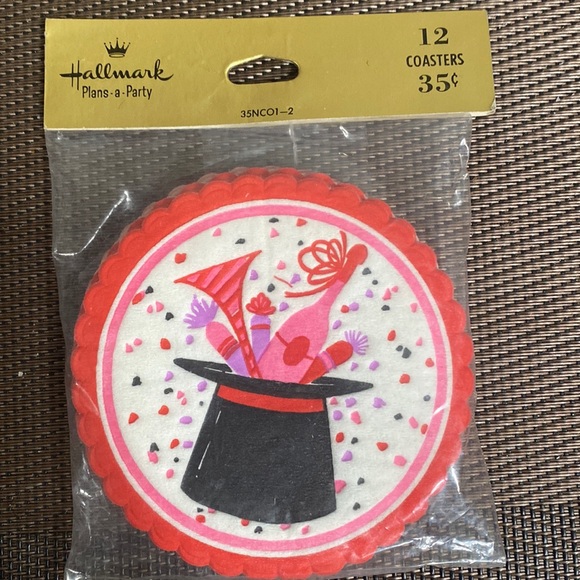 Hallmark
Plans-a-Party
12
COASTERS
35¢
35NCO1-2